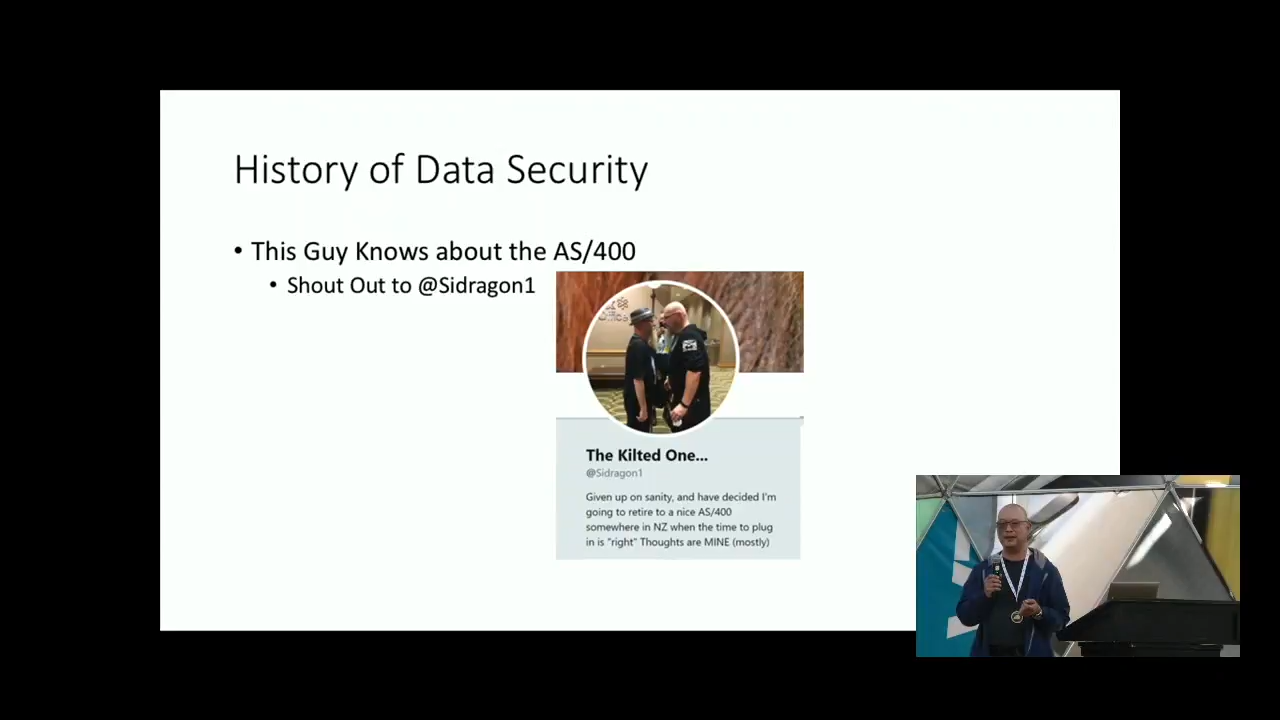 History of Data Security
• This Guy Knows about the AS/400
• Shout Out to @Sidragon1
The Kilted One...
@Sidragon1
Given up on sanity, and have decided I'm
going to retire to a nice AS/400
somewhere in NZ when the time to plug
in is "right" Thoughts are MINE (mostly)